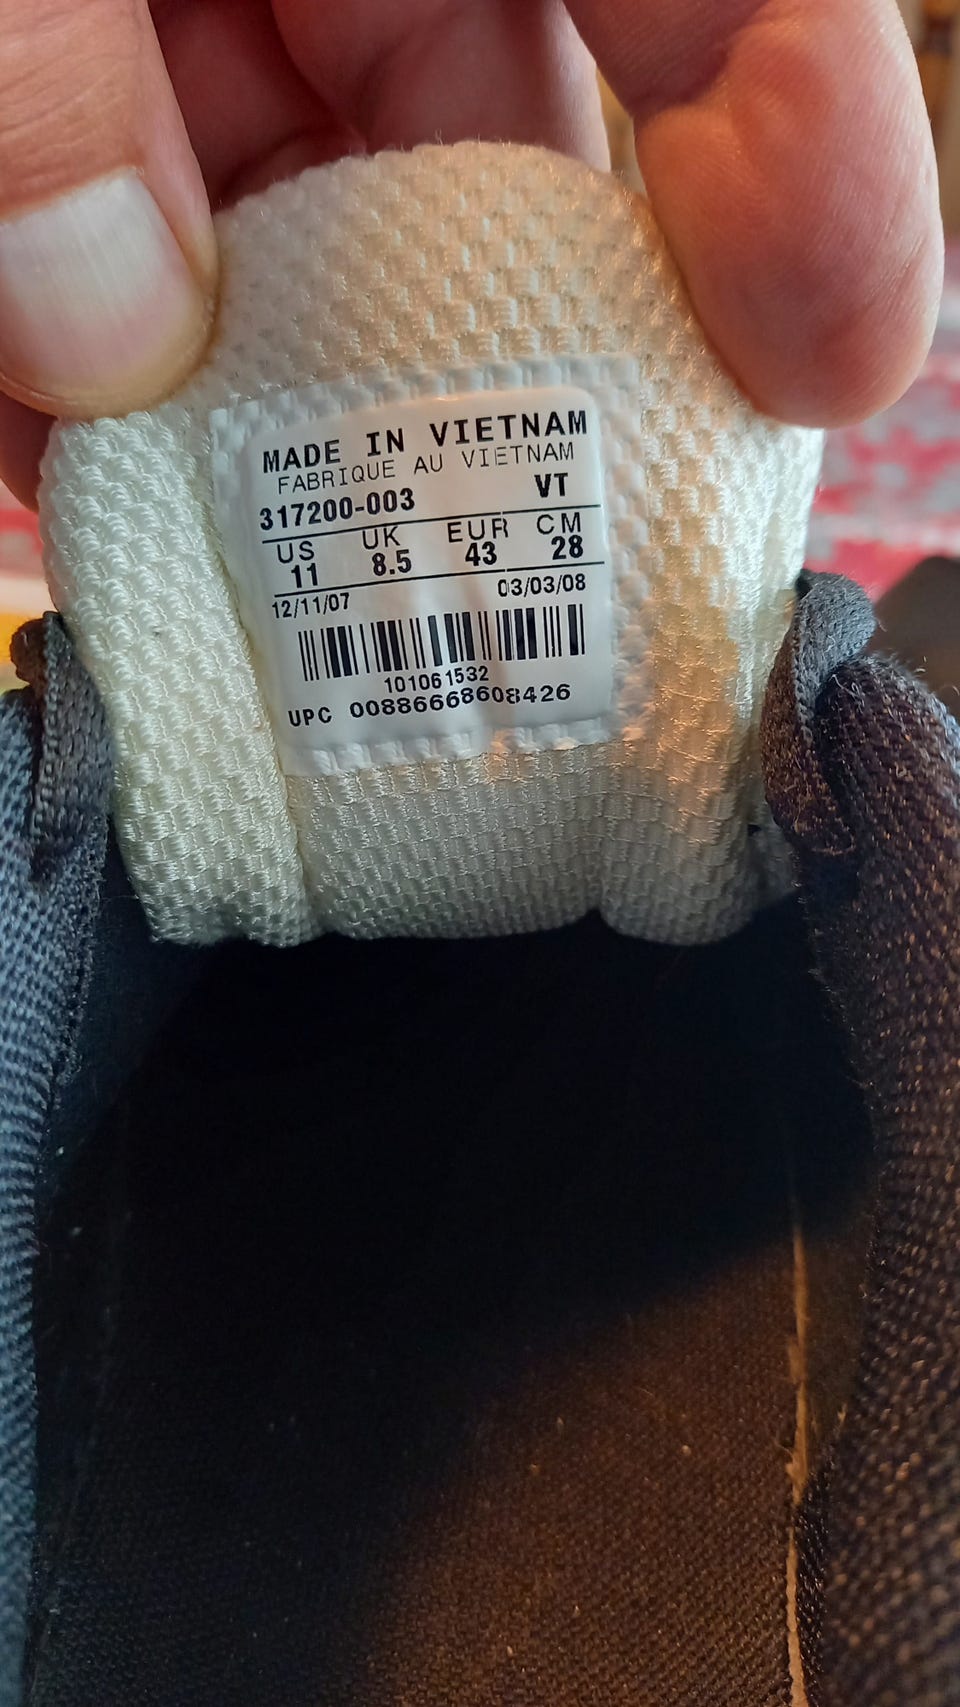 MADE IN VIETNAM
FABRIQUE AU VIETNAM
317200-003 VT
US UK EUR CM
11 8.5 43 28
12/11/07 03/03/08
101061532
UPC 00886668608426